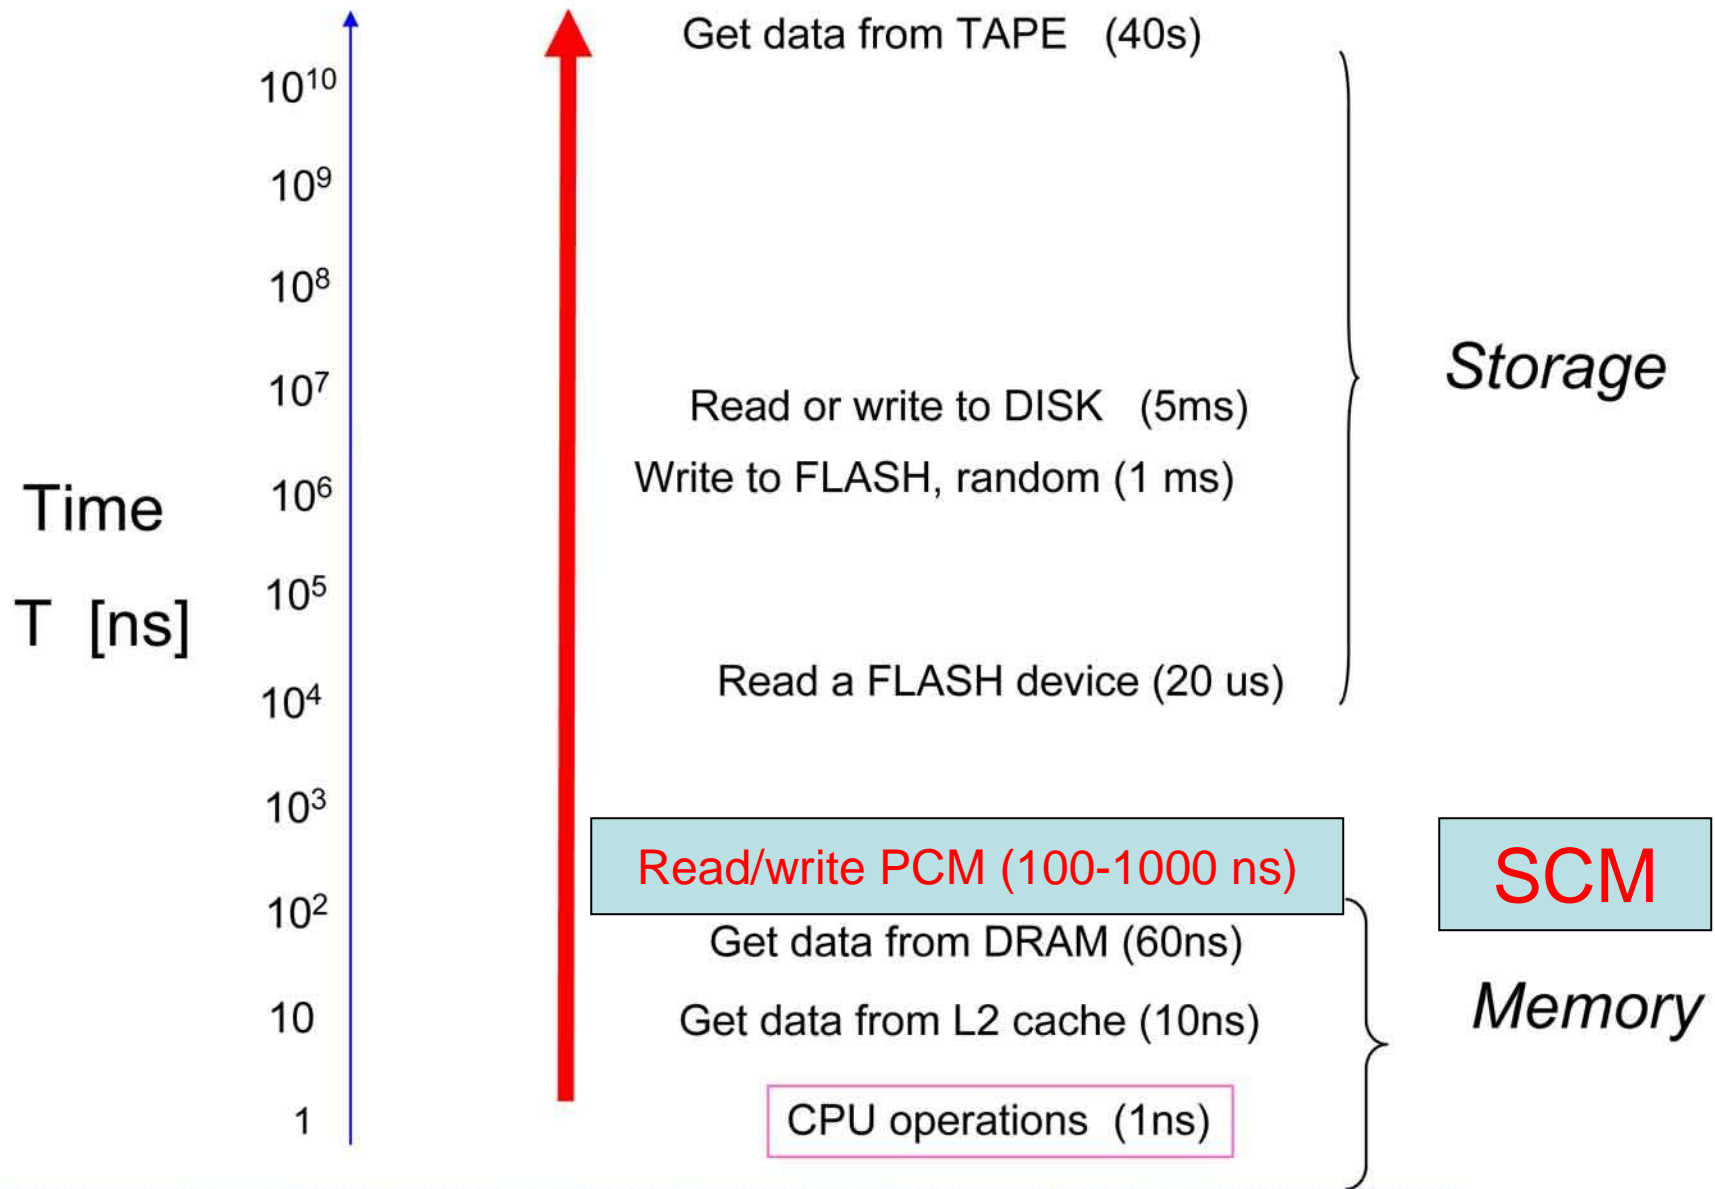 Get data from TAPE (40s)
10¹⁰
10⁹
10⁸
Storage
10⁷
Read or write to DISK (5ms)
Write to FLASH, random (1 ms)
10⁶
Time
T [ns]
10⁵
Read a FLASH device (20 us)
10⁴
10³
Read/write PCM (100-1000 ns)
SCM
10²
Get data from DRAM (60ns)
Memory
10
Get data from L2 cache (10ns)
1
CPU operations (1ns)